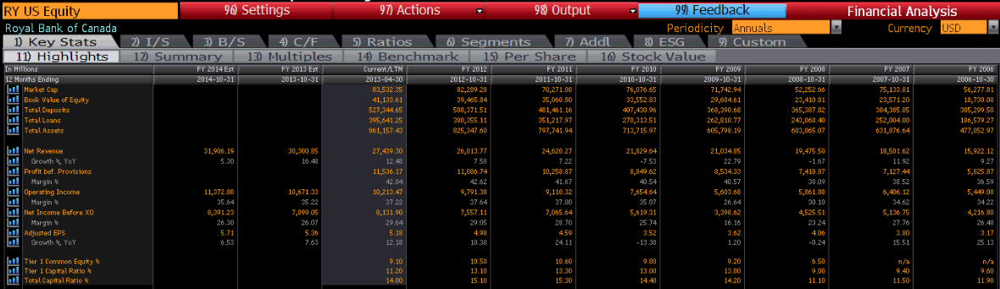 RY US Equity 96) Settings 97) Actions 98) Output 99) Feedback Financial Analysis
Royal Bank of Canada Periodicity Annuals Currency USD
1) Key Stats 2) I/S 3) B/S 4) C/F 5) Ratios 6) Segments 7) Addl 8) ESG 9) Custom
11) Highlights 12) Summary 13) Multiples 14) Benchmark 15) Per Share 16) Stock Value
In Millions FY 2014 Est FY 2013 Est Current/LTM FY 2012 FY 2011 FY 2010 FY 2009 FY 2008 FY 2007 FY 2006
12 Months Ending 2014-10-31 2013-10-31 2013-04-30 2012-10-31 2011-10-31 2010-10-31 2009-10-31 2008-10-31 2007-10-31 2006-10-30
Market Cap 83,532.35 82,289.28 70,271.08 76,076.65 71,742.94 52,252.66 75,133.81 56,277.81
Book Value of Equity 41,133.61 39,465.84 35,060.80 33,552.83 29,684.61 23,410.81 23,571.20 18,730.00
Total Deposits 527,344.65 508,371.51 481,461.16 407,430.96 368,390.68 365,387.82 384,385.85 305,299.50
Total Loans 395,641.25 380,355.11 351,217.97 270,313.51 262,810.77 243,068.40 252,004.00 186,579.27
Total Assets 861,157.43 825,347.60 797,741.94 713,715.97 605,798.19 603,065.07 631,876.64 477,052.97
Net Revenue 31,906.19 30,300.85 27,439.30 26,013.77 24,620.27 21,829.64 21,034.85 19,475.50 18,501.62 15,922.12
Growth %, YoY 5.30 16.48 12.48 7.58 7.22 -7.53 22.79 -1.67 11.92 9.27
Profit bef. Provisions 11,536.17 11,086.74 10,258.87 8,849.62 8,534.33 7,418.87 7,127.44 5,825.87
Margin % 42.04 42.62 41.67 40.54 40.57 38.09 38.52 36.59
Operating Income 11,372.80 10,671.33 10,213.47 9,791.38 9,110.32 7,654.64 5,603.68 5,861.88 6,406.12 5,449.08
Margin % 35.64 35.22 37.22 37.64 37.00 35.07 26.64 30.10 34.62 34.22
Net Income Before XO 8,391.23 7,899.05 8,131.90 7,557.11 7,065.64 5,619.31 3,398.62 4,525.51 5,136.75 4,216.80
Margin % 26.30 26.07 29.64 29.05 28.70 25.74 16.16 23.24 27.76 26.48
Adjusted EPS 5.71 5.36 5.18 4.98 4.59 3.52 3.62 4.06 3.80 3.17
Growth %, YoY 6.53 7.63 12.18 10.38 24.11 -13.30 1.20 -0.24 15.51 25.13
Tier 1 Common Equity % 9.10 10.50 10.60 9.80 9.20 6.50 n/a n/a
Tier 1 Capital Ratio % 11.20 13.10 13.30 13.00 13.00 9.00 9.40 9.60
Total Capital Ratio % 14.00 15.10 15.30 14.40 14.20 11.10 11.50 11.90